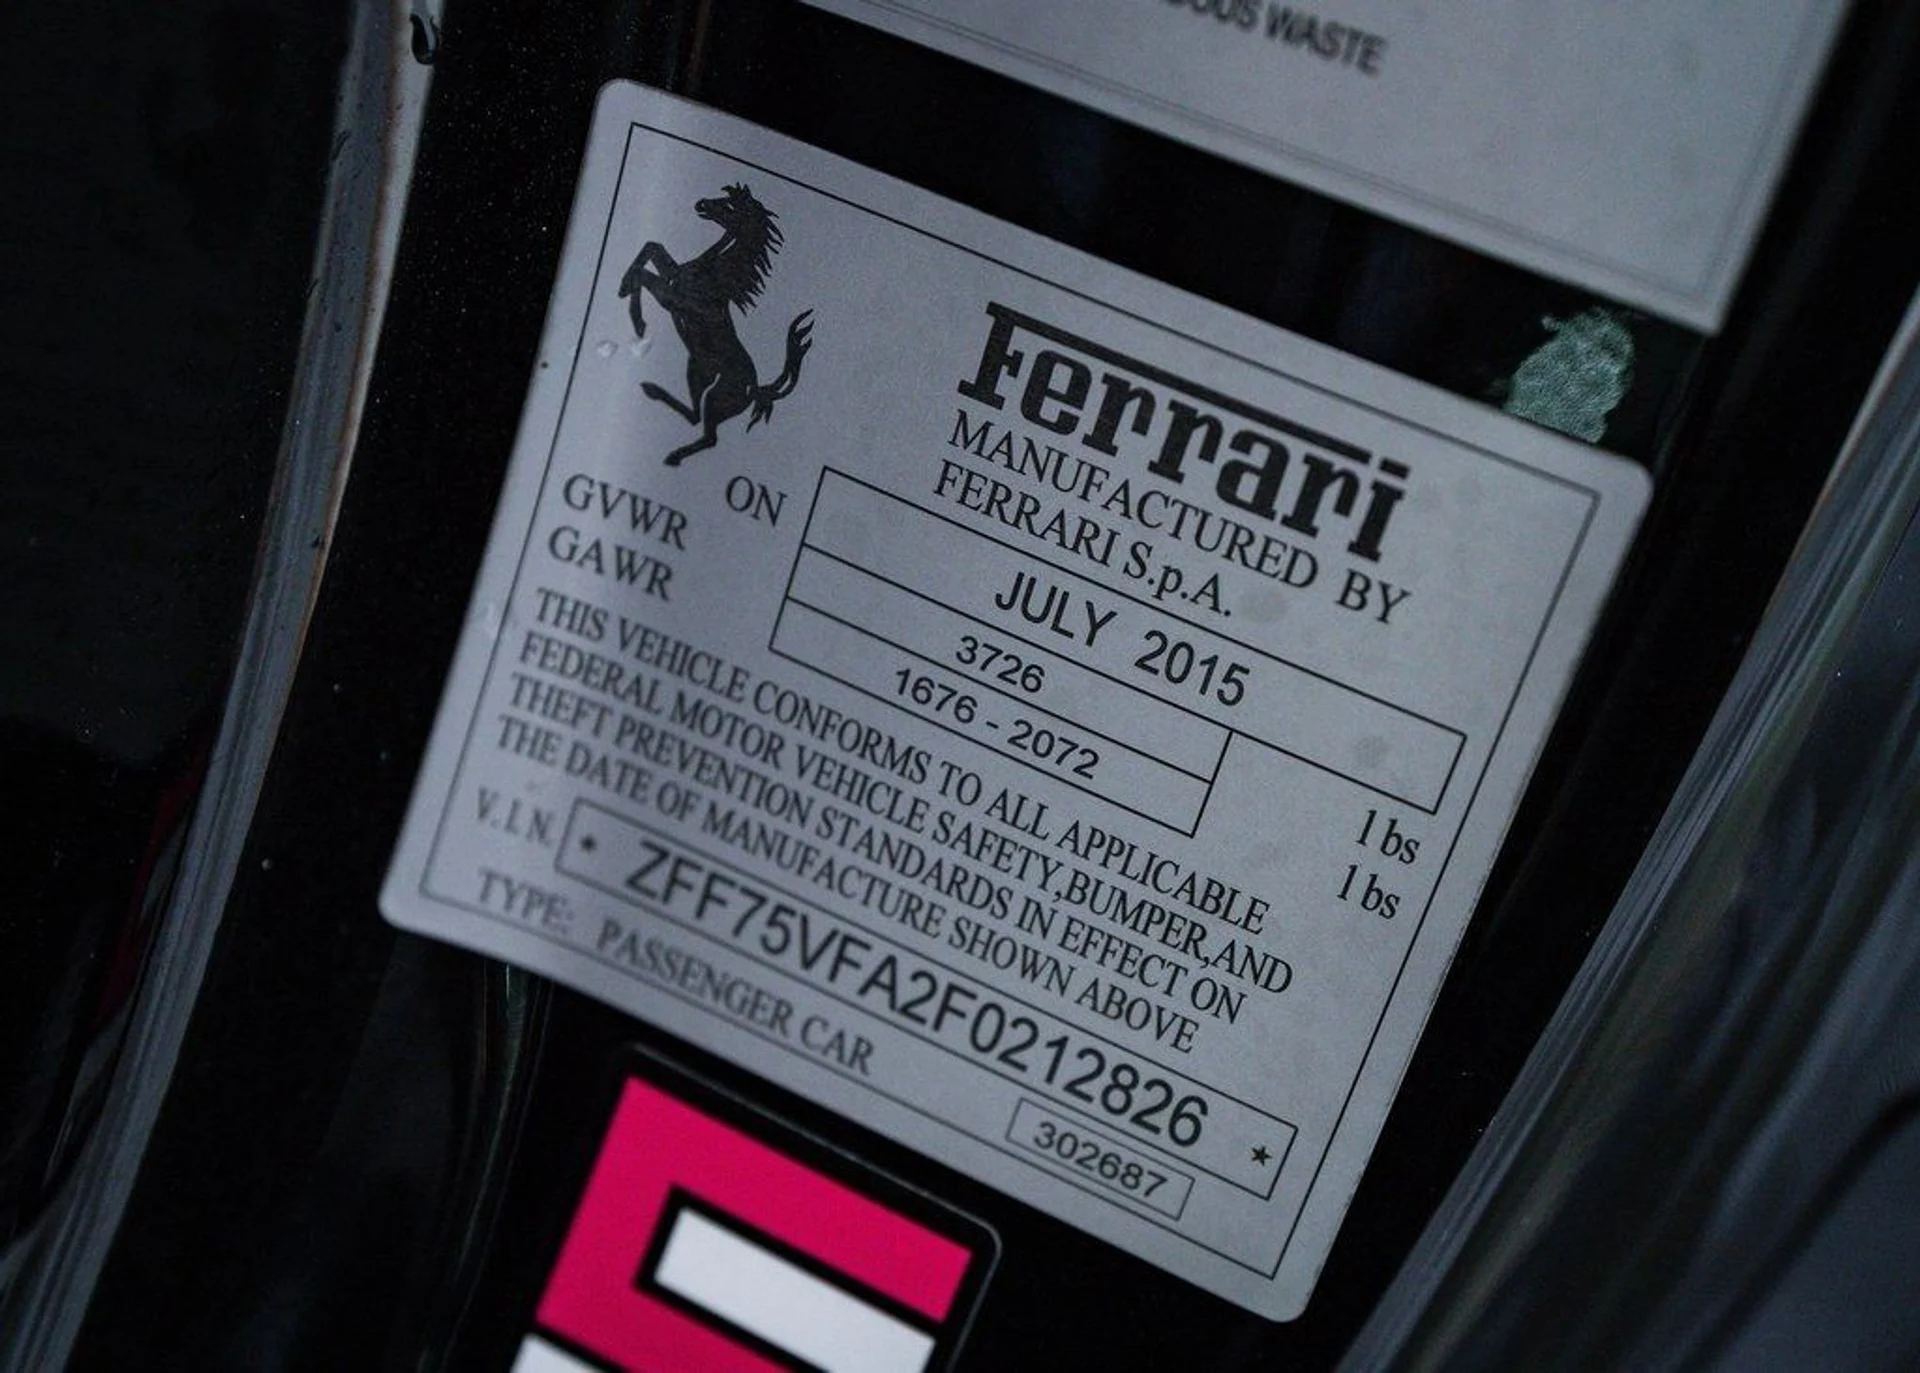 WASTE
Ferrari
MANUFACTURED BY
FERRARI S.p.A.
ON JULY 2015
GVWR 3726 lbs
GAWR 1676 - 2072 lbs
THIS VEHICLE CONFORMS TO ALL APPLICABLE
FEDERAL MOTOR VEHICLE SAFETY,BUMPER,AND
THEFT PREVENTION STANDARDS IN EFFECT ON
THE DATE OF MANUFACTURE SHOWN ABOVE
V.I.N. * ZFF75VFA2F0212826 *
TYPE: PASSENGER CAR 302687